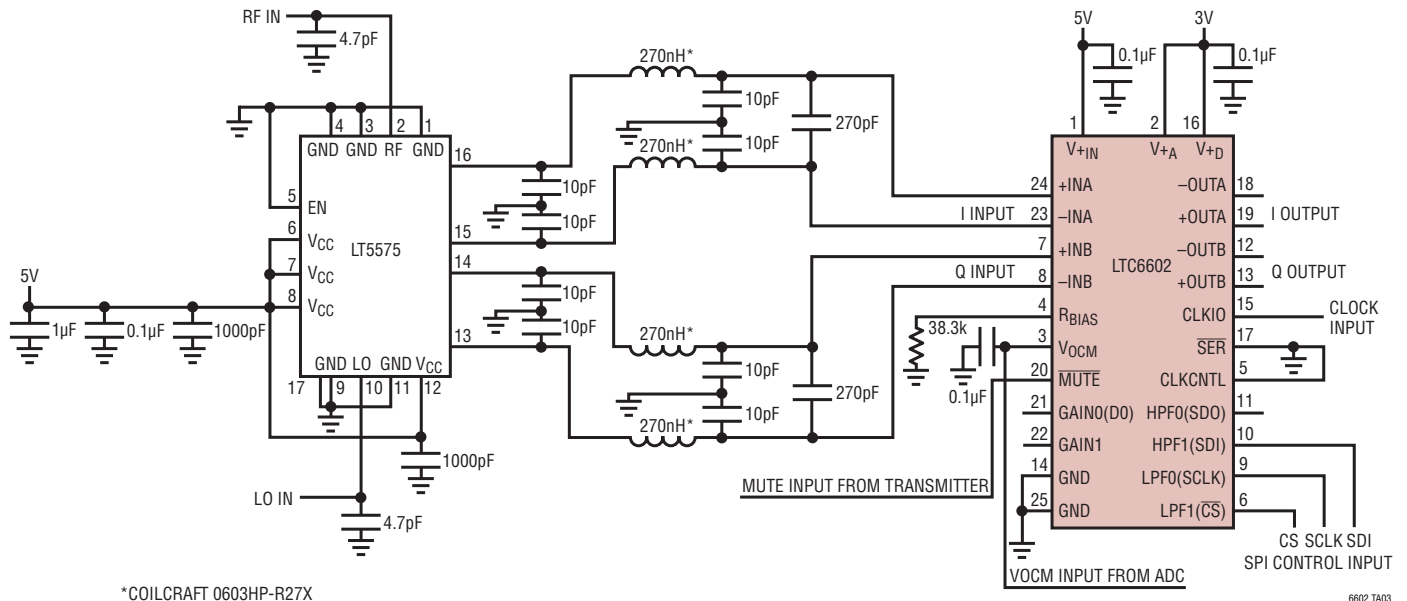 RF IN
4.7pF
4 3 2 1
GND GND RF GND
5 EN
6 VCC
7 VCC
8 VCC
LT5575
16
15
14
13
GND LO GND VCC
17 9 10 11 12
5V
1µF
0.1µF
1000pF
1000pF
LO IN
4.7pF
10pF
10pF
10pF
10pF
270nH*
10pF
10pF
270nH*
270pF
270nH*
10pF
10pF
270nH*
270pF
5V
0.1µF
3V
0.1µF
1 2 16
V+IN V+A V+D
LTC6602
I INPUT
24 +INA
23 –INA
Q INPUT
7 +INB
8 –INB
4 RBIAS
3 VOCM
20 MUTE
21 GAIN0(D0)
22 GAIN1
14 GND
25 GND
38.3k
0.1µF
–OUTA 18
+OUTA 19 I OUTPUT
–OUTB 12
+OUTB 13 Q OUTPUT
CLKIO 15
CLOCK
INPUT
SER 17
CLKCNTL 5
HPF0(SDO) 11
HPF1(SDI) 10
LPF0(SCLK) 9
LPF1(CS) 6
CS SCLK SDI
SPI CONTROL INPUT
MUTE INPUT FROM TRANSMITTER
VOCM INPUT FROM ADC
*COILCRAFT 0603HP-R27X
6602 TA03